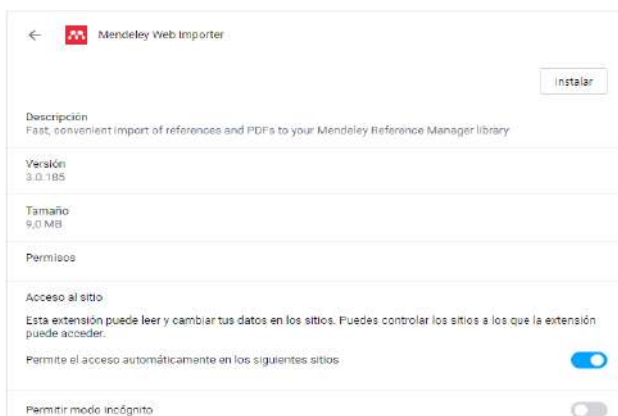 Mendeley Web Importer
Instalar
Descripción
Fast, convenient import of references and PDFs to your Mendeley Reference Manager library
Versión
3.0.185
Tamaño
9,0 MB
Permisos
Acceso al sitio
Esta extensión puede leer y cambiar tus datos en los sitios. Puedes controlar los sitios a los que la extensión
puede acceder.
Permite el acceso automáticamente en los siguientes sitios
Permitir modo incógnito